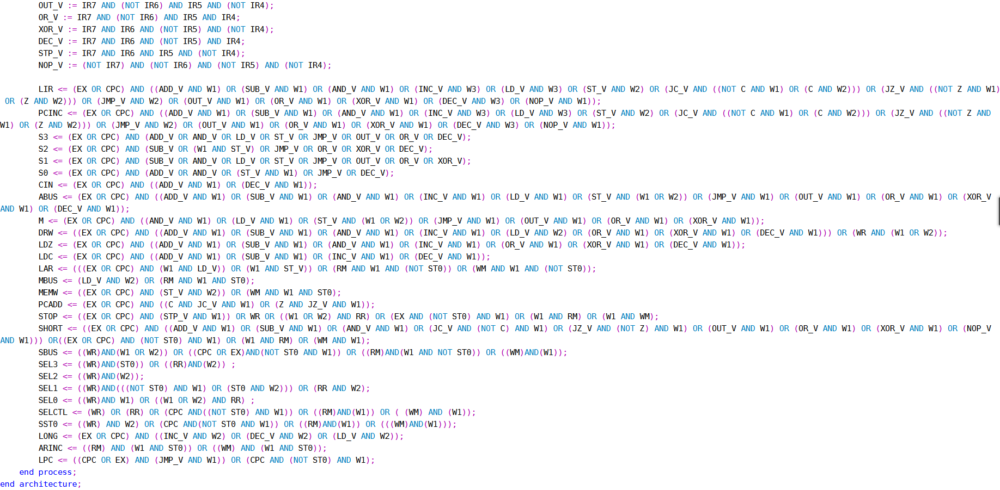 OUT_V := IR7 AND (NOT IR6) AND IR5 AND (NOT IR4);
OR_V := IR7 AND (NOT IR6) AND IR5 AND IR4;
XOR_V := IR7 AND IR6 AND (NOT IR5) AND (NOT IR4);
DEC_V := IR7 AND IR6 AND (NOT IR5) AND IR4;
STP_V := IR7 AND IR6 AND IR5 AND (NOT IR4);
NOP_V := (NOT IR7) AND (NOT IR6) AND (NOT IR5) AND (NOT IR4);
LIR <= (EX OR CPC) AND ((ADD_V AND W1) OR (SUB_V AND W1) OR (AND_V AND W1) OR (INC_V AND W3) OR (LD_V AND W3) OR (ST_V AND W2) OR (JC_V AND ((NOT C AND W1) OR (C AND W2))) OR (JZ_V AND ((NOT Z AND W1)
OR (Z AND W2))) OR (JMP_V AND W2) OR (OUT_V AND W1) OR (OR_V AND W1) OR (XOR_V AND W1) OR (DEC_V AND W3) OR (NOP_V AND W1));
PCINC <= (EX OR CPC) AND ((ADD_V AND W1) OR (SUB_V AND W1) OR (AND_V AND W1) OR (INC_V AND W3) OR (LD_V AND W3) OR (ST_V AND W2) OR (JC_V AND ((NOT C AND W1) OR (C AND W2))) OR (JZ_V AND ((NOT Z AND
W1) OR (Z AND W2))) OR (JMP_V AND W2) OR (OUT_V AND W1) OR (OR_V AND W1) OR (XOR_V AND W1) OR (DEC_V AND W3) OR (NOP_V AND W1));
S3 <= (EX OR CPC) AND (ADD_V OR AND_V OR LD_V OR ST_V OR JMP_V OR OUT_V OR OR_V OR DEC_V);
S2 <= (EX OR CPC) AND (SUB_V OR (W1 AND ST_V) OR JMP_V OR OR_V OR XOR_V OR DEC_V);
S1 <= (EX OR CPC) AND (SUB_V OR AND_V OR LD_V OR ST_V OR JMP_V OR OUT_V OR OR_V OR XOR_V);
S0 <= (EX OR CPC) AND (ADD_V OR AND_V OR (ST_V AND W1) OR JMP_V OR DEC_V);
CIN <= (EX OR CPC) AND ((ADD_V AND W1) OR (DEC_V AND W1));
ABUS <= (EX OR CPC) AND ((ADD_V AND W1) OR (SUB_V AND W1) OR (AND_V AND W1) OR (INC_V AND W1) OR (LD_V AND W1) OR (ST_V AND (W1 OR W2)) OR (JMP_V AND W1) OR (OUT_V AND W1) OR (OR_V AND W1) OR (XOR_V
AND W1) OR (DEC_V AND W1));
M <= (EX OR CPC) AND ((AND_V AND W1) OR (LD_V AND W1) OR (ST_V AND (W1 OR W2)) OR (JMP_V AND W1) OR (OUT_V AND W1) OR (OR_V AND W1) OR (XOR_V AND W1));
DRW <= ((EX OR CPC) AND ((ADD_V AND W1) OR (SUB_V AND W1) OR (AND_V AND W1) OR (INC_V AND W1) OR (LD_V AND W2) OR (OR_V AND W1) OR (XOR_V AND W1) OR (DEC_V AND W1))) OR (WR AND (W1 OR W2));
LDZ <= (EX OR CPC) AND ((ADD_V AND W1) OR (SUB_V AND W1) OR (AND_V AND W1) OR (INC_V AND W1) OR (OR_V AND W1) OR (XOR_V AND W1) OR (DEC_V AND W1));
LDC <= (EX OR CPC) AND ((ADD_V AND W1) OR (SUB_V AND W1) OR (INC_V AND W1) OR (DEC_V AND W1));
LAR <= (((EX OR CPC) AND (W1 AND LD_V)) OR (W1 AND ST_V)) OR (RM AND W1 AND (NOT ST0)) OR (WM AND W1 AND (NOT ST0));
MBUS <= (LD_V AND W2) OR (RM AND W1 AND ST0);
MEMW <= ((EX OR CPC) AND (ST_V AND W2)) OR (WM AND W1 AND ST0);
PCADD <= (EX OR CPC) AND ((C AND JC_V AND W1) OR (Z AND JZ_V AND W1));
STOP <= ((EX OR CPC) AND (STP_V AND W1)) OR WR OR ((W1 OR W2) AND RR) OR (EX AND (NOT ST0) AND W1) OR (W1 AND RM) OR (W1 AND WM);
SHORT <= ((EX OR CPC) AND ((ADD_V AND W1) OR (SUB_V AND W1) OR (AND_V AND W1) OR (JC_V AND (NOT C) AND W1) OR (JZ_V AND (NOT Z) AND W1) OR (OUT_V AND W1) OR (OR_V AND W1) OR (XOR_V AND W1) OR (NOP_V
AND W1))) OR((EX OR CPC) AND (NOT ST0) AND W1) OR (W1 AND RM) OR (WM AND W1);
SBUS <= ((WR)AND(W1 OR W2)) OR ((CPC OR EX)AND(NOT ST0 AND W1)) OR ((RM)AND(W1 AND NOT ST0)) OR ((WM)AND(W1));
SEL3 <= ((WR)AND(ST0)) OR ((RR)AND(W2)) ;
SEL2 <= ((WR)AND(W2));
SEL1 <= ((WR)AND(((NOT ST0) AND W1) OR (ST0 AND W2))) OR (RR AND W2);
SEL0 <= ((WR)AND W1) OR ((W1 OR W2) AND RR) ;
SELCTL <= (WR) OR (RR) OR (CPC AND((NOT ST0) AND W1)) OR ((RM)AND(W1)) OR ( (WM) AND (W1));
SST0 <= ((WR) AND W2) OR (CPC AND(NOT ST0 AND W1)) OR ((RM)AND(W1)) OR (((WM)AND(W1)));
LONG <= (EX OR CPC) AND ((INC_V AND W2) OR (DEC_V AND W2) OR (LD_V AND W2));
ARINC <= ((RM) AND (W1 AND ST0)) OR ((WM) AND (W1 AND ST0));
LPC <= ((CPC OR EX) AND (JMP_V AND W1)) OR (CPC AND (NOT ST0) AND W1);
end process;
end architecture;